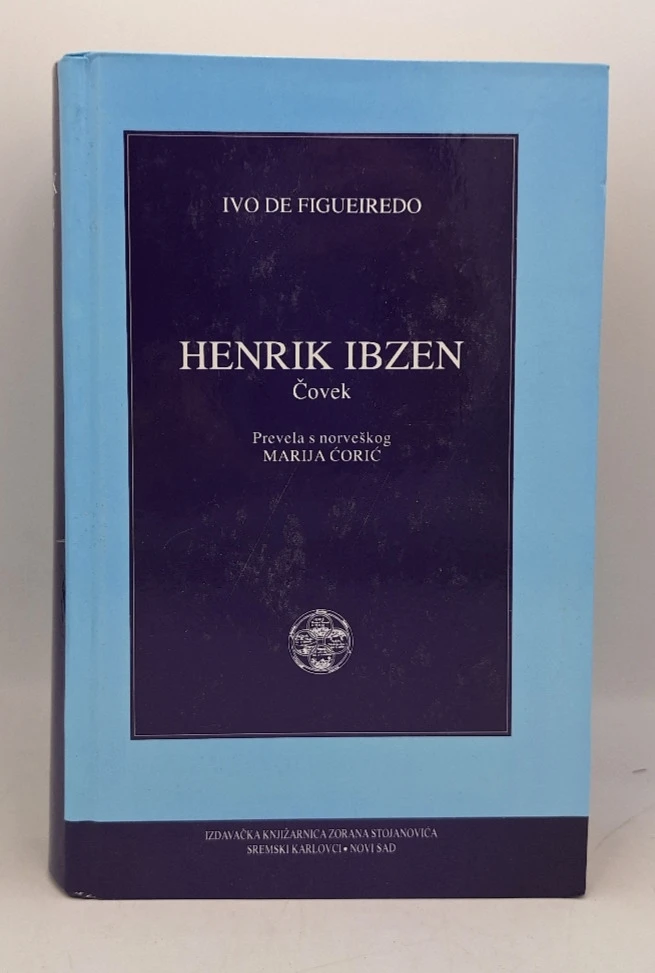 IVO DE FIGUEIREDO
HENRIK IBZEN
Čovek
Prevela s norveškog
MARIJA ĆORIĆ
IZDAVAČKA KNJIŽARNICA ZORANA STOJANOVIĆA
SREMSKI KARLOVCI • NOVI SAD